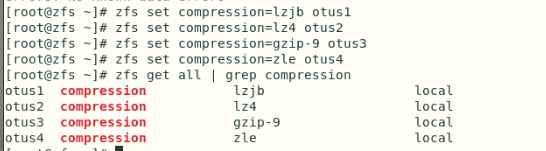 [root@zfs ~]# zfs set compression=lzjb otus1
[root@zfs ~]# zfs set compression=lz4 otus2
[root@zfs ~]# zfs set compression=gzip-9 otus3
[root@zfs ~]# zfs set compression=zle otus4
[root@zfs ~]# zfs get all | grep compression
otus1 compression lzjb local
otus2 compression lz4 local
otus3 compression gzip-9 local
otus4 compression zle local